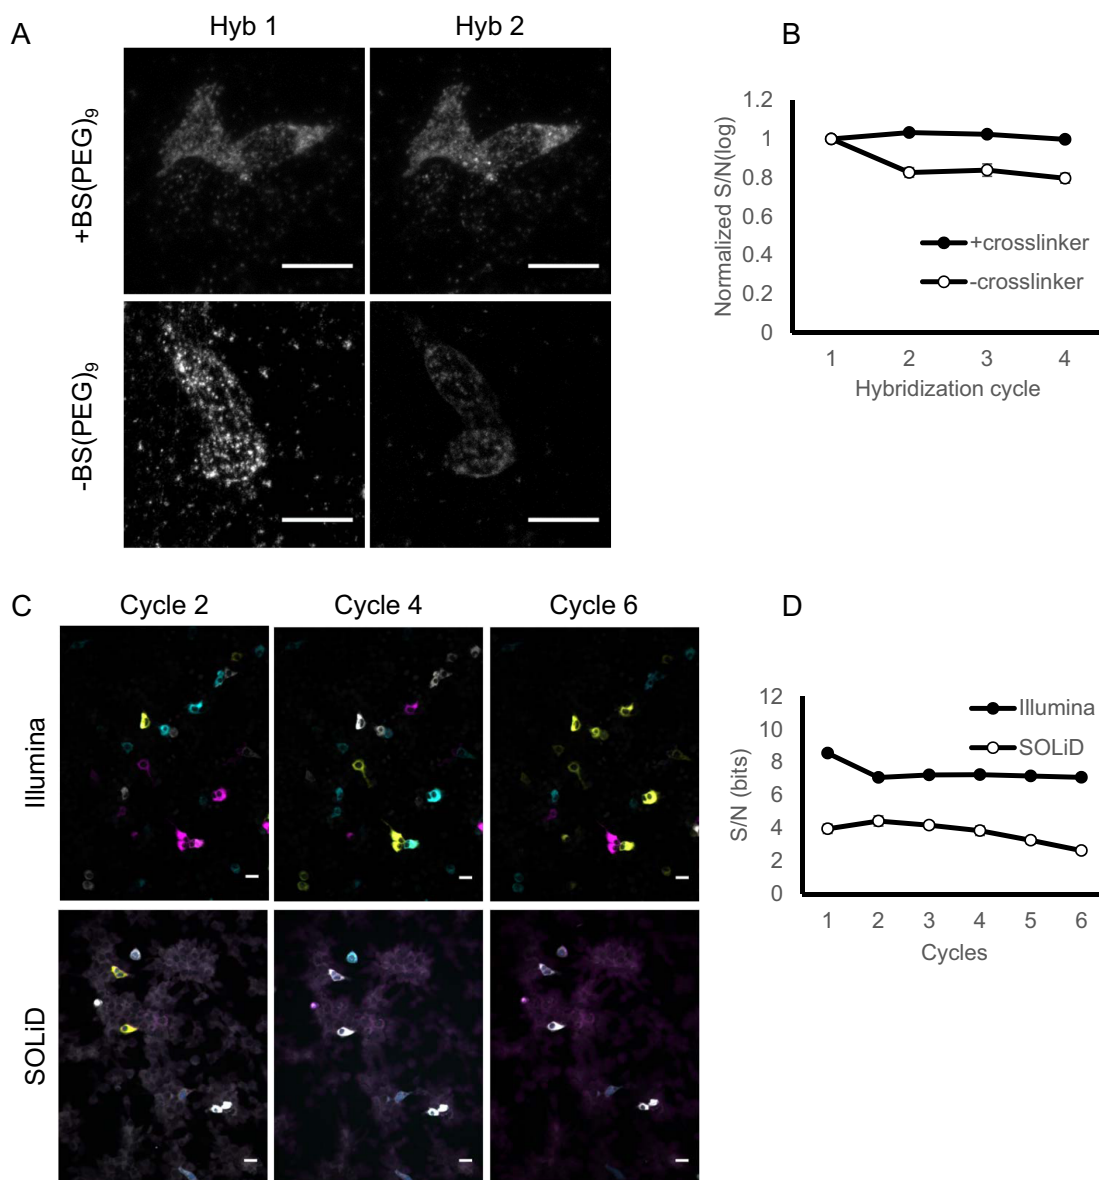 A
Hyb 1
Hyb 2
+BS(PEG)9
-BS(PEG)9
B
Normalized S/N(log)
1.2
1
0.8
0.6
0.4
0.2
0
+crosslinker
-crosslinker
1 2 3 4
Hybridization cycle
C
Cycle 2
Cycle 4
Cycle 6
Illumina
SOLiD
D
S/N (bits)
12
10
8
6
4
2
0
Illumina
SOLiD
1 2 3 4 5 6
Cycles